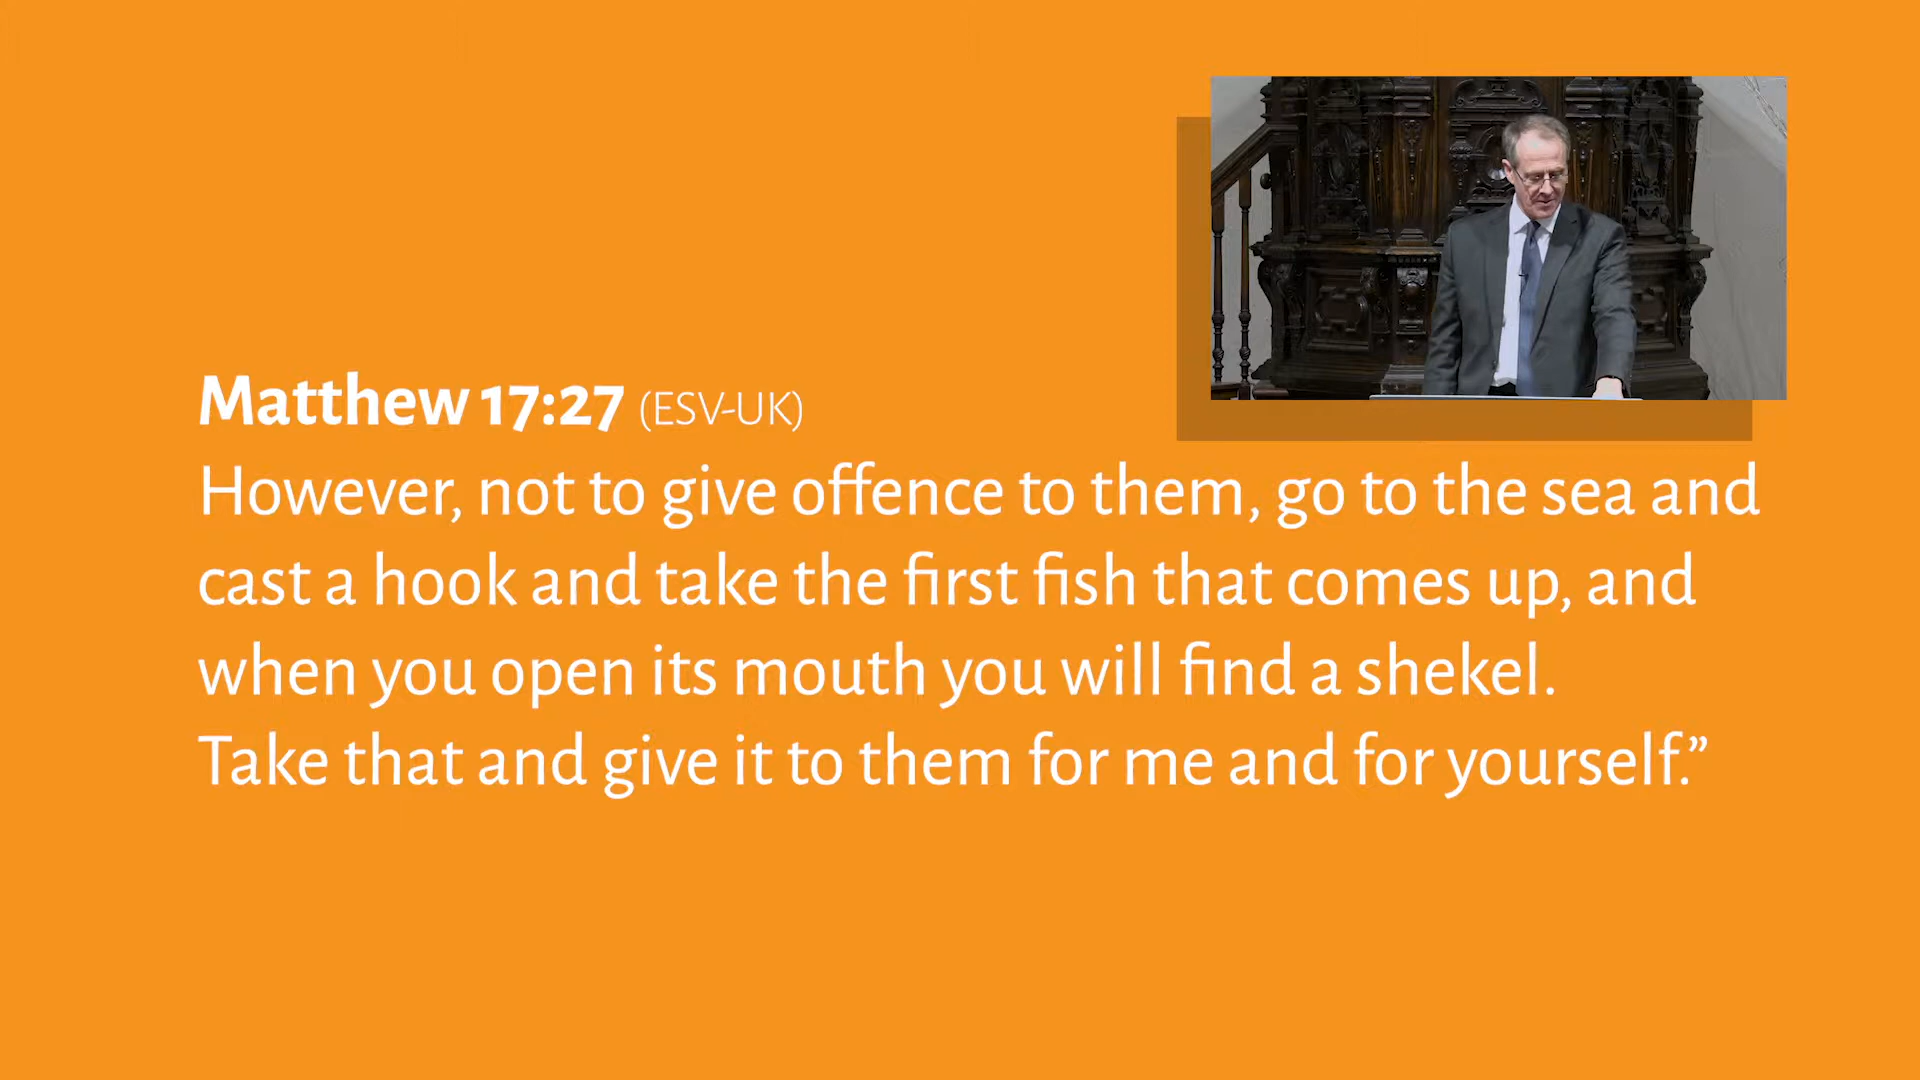 Matthew 17:27 (ESV-UK)
However, not to give offence to them, go to the sea and
cast a hook and take the first fish that comes up, and
when you open its mouth you will find a shekel.
Take that and give it to them for me and for yourself.”